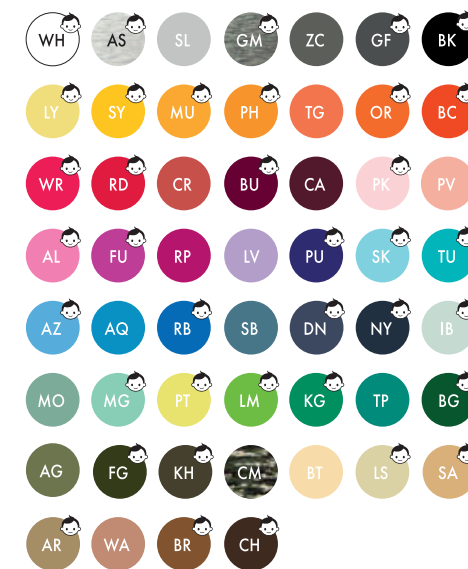 WH AS SL GM ZC GF BK
LY SY MU PH TG OR BC
WR RD CR BU CA PK PV
AL FU RP LV PU SK TU
AZ AQ RB SB DN NY IB
MO MG PT LM KG TP BG
AG FG KH CM BT LS SA
AR WA BR CH